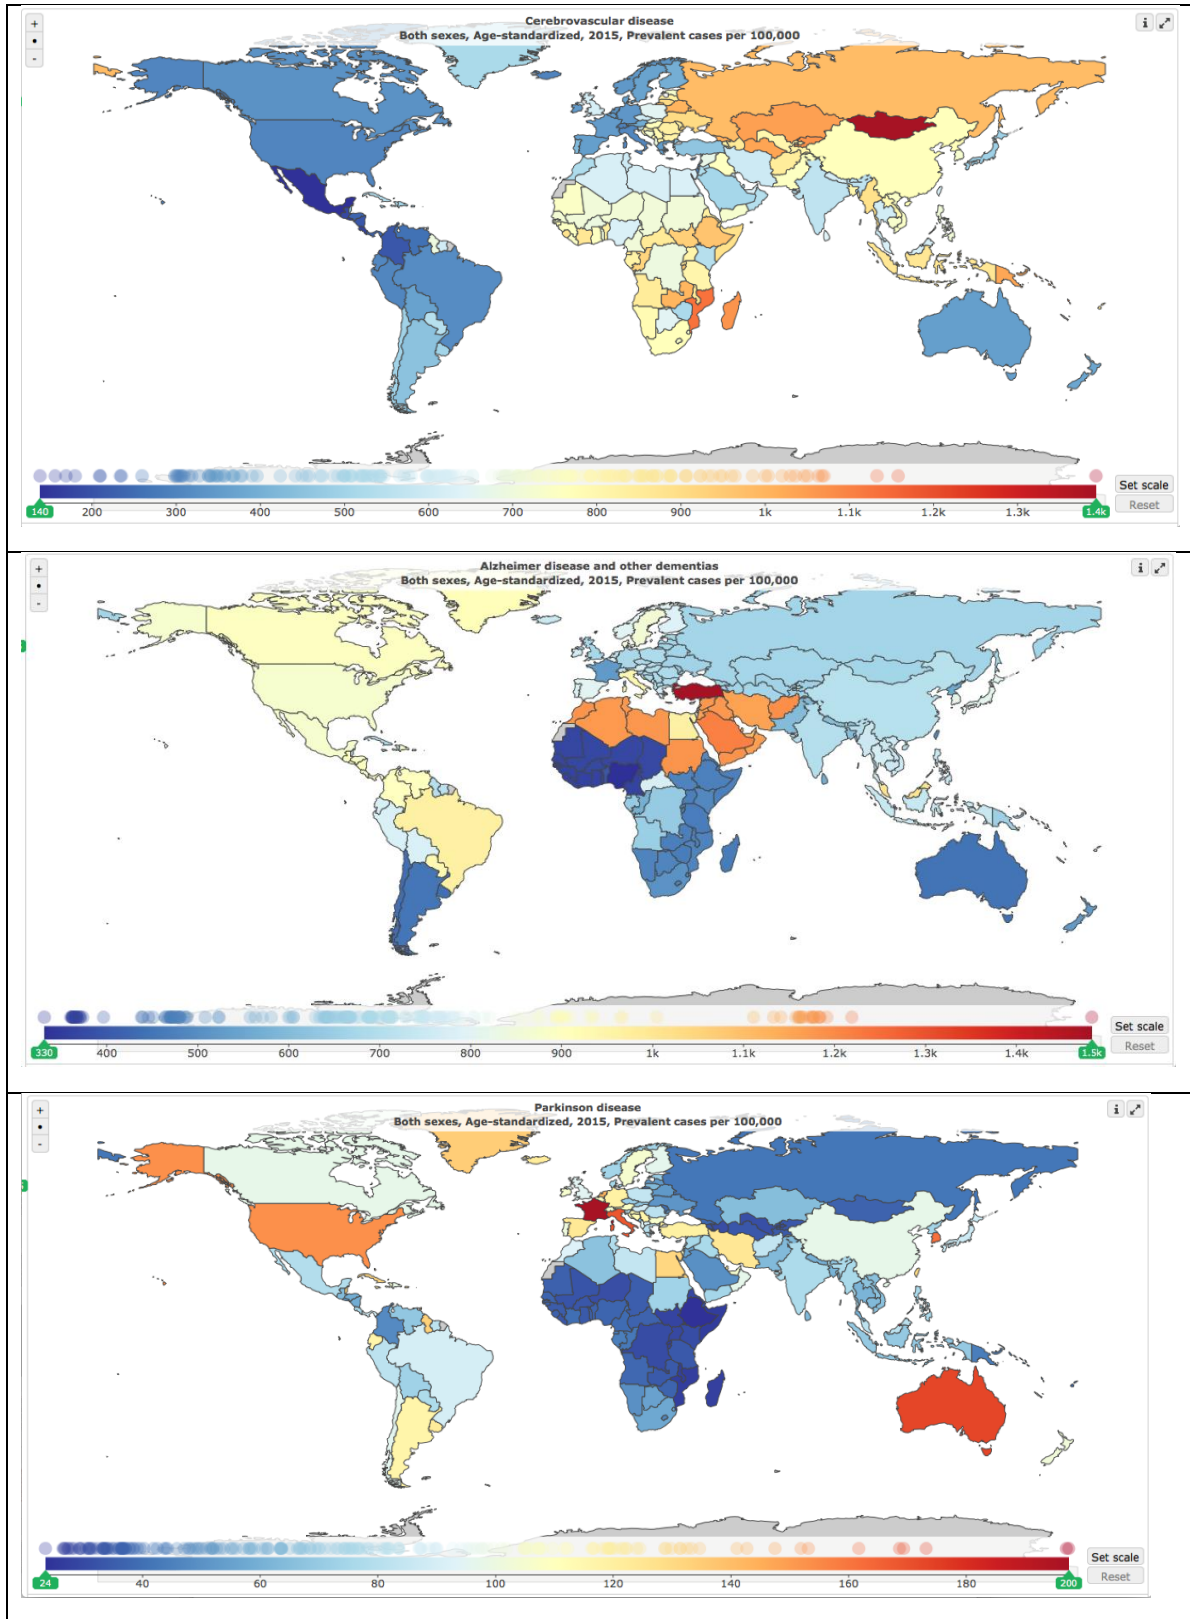 +
•
-
Cerebrovascular disease
Both sexes, Age-standardized, 2015, Prevalent cases per 100,000
i
Set scale
Reset
140 200 300 400 500 600 700 800 900 1k 1.1k 1.2k 1.3k 1.4k
+
•
-
Alzheimer disease and other dementias
Both sexes, Age-standardized, 2015, Prevalent cases per 100,000
i
Set scale
Reset
330 400 500 600 700 800 900 1k 1.1k 1.2k 1.3k 1.4k 1.5k
+
•
-
Parkinson disease
Both sexes, Age-standardized, 2015, Prevalent cases per 100,000
i
Set scale
Reset
24 40 60 80 100 120 140 160 180 200